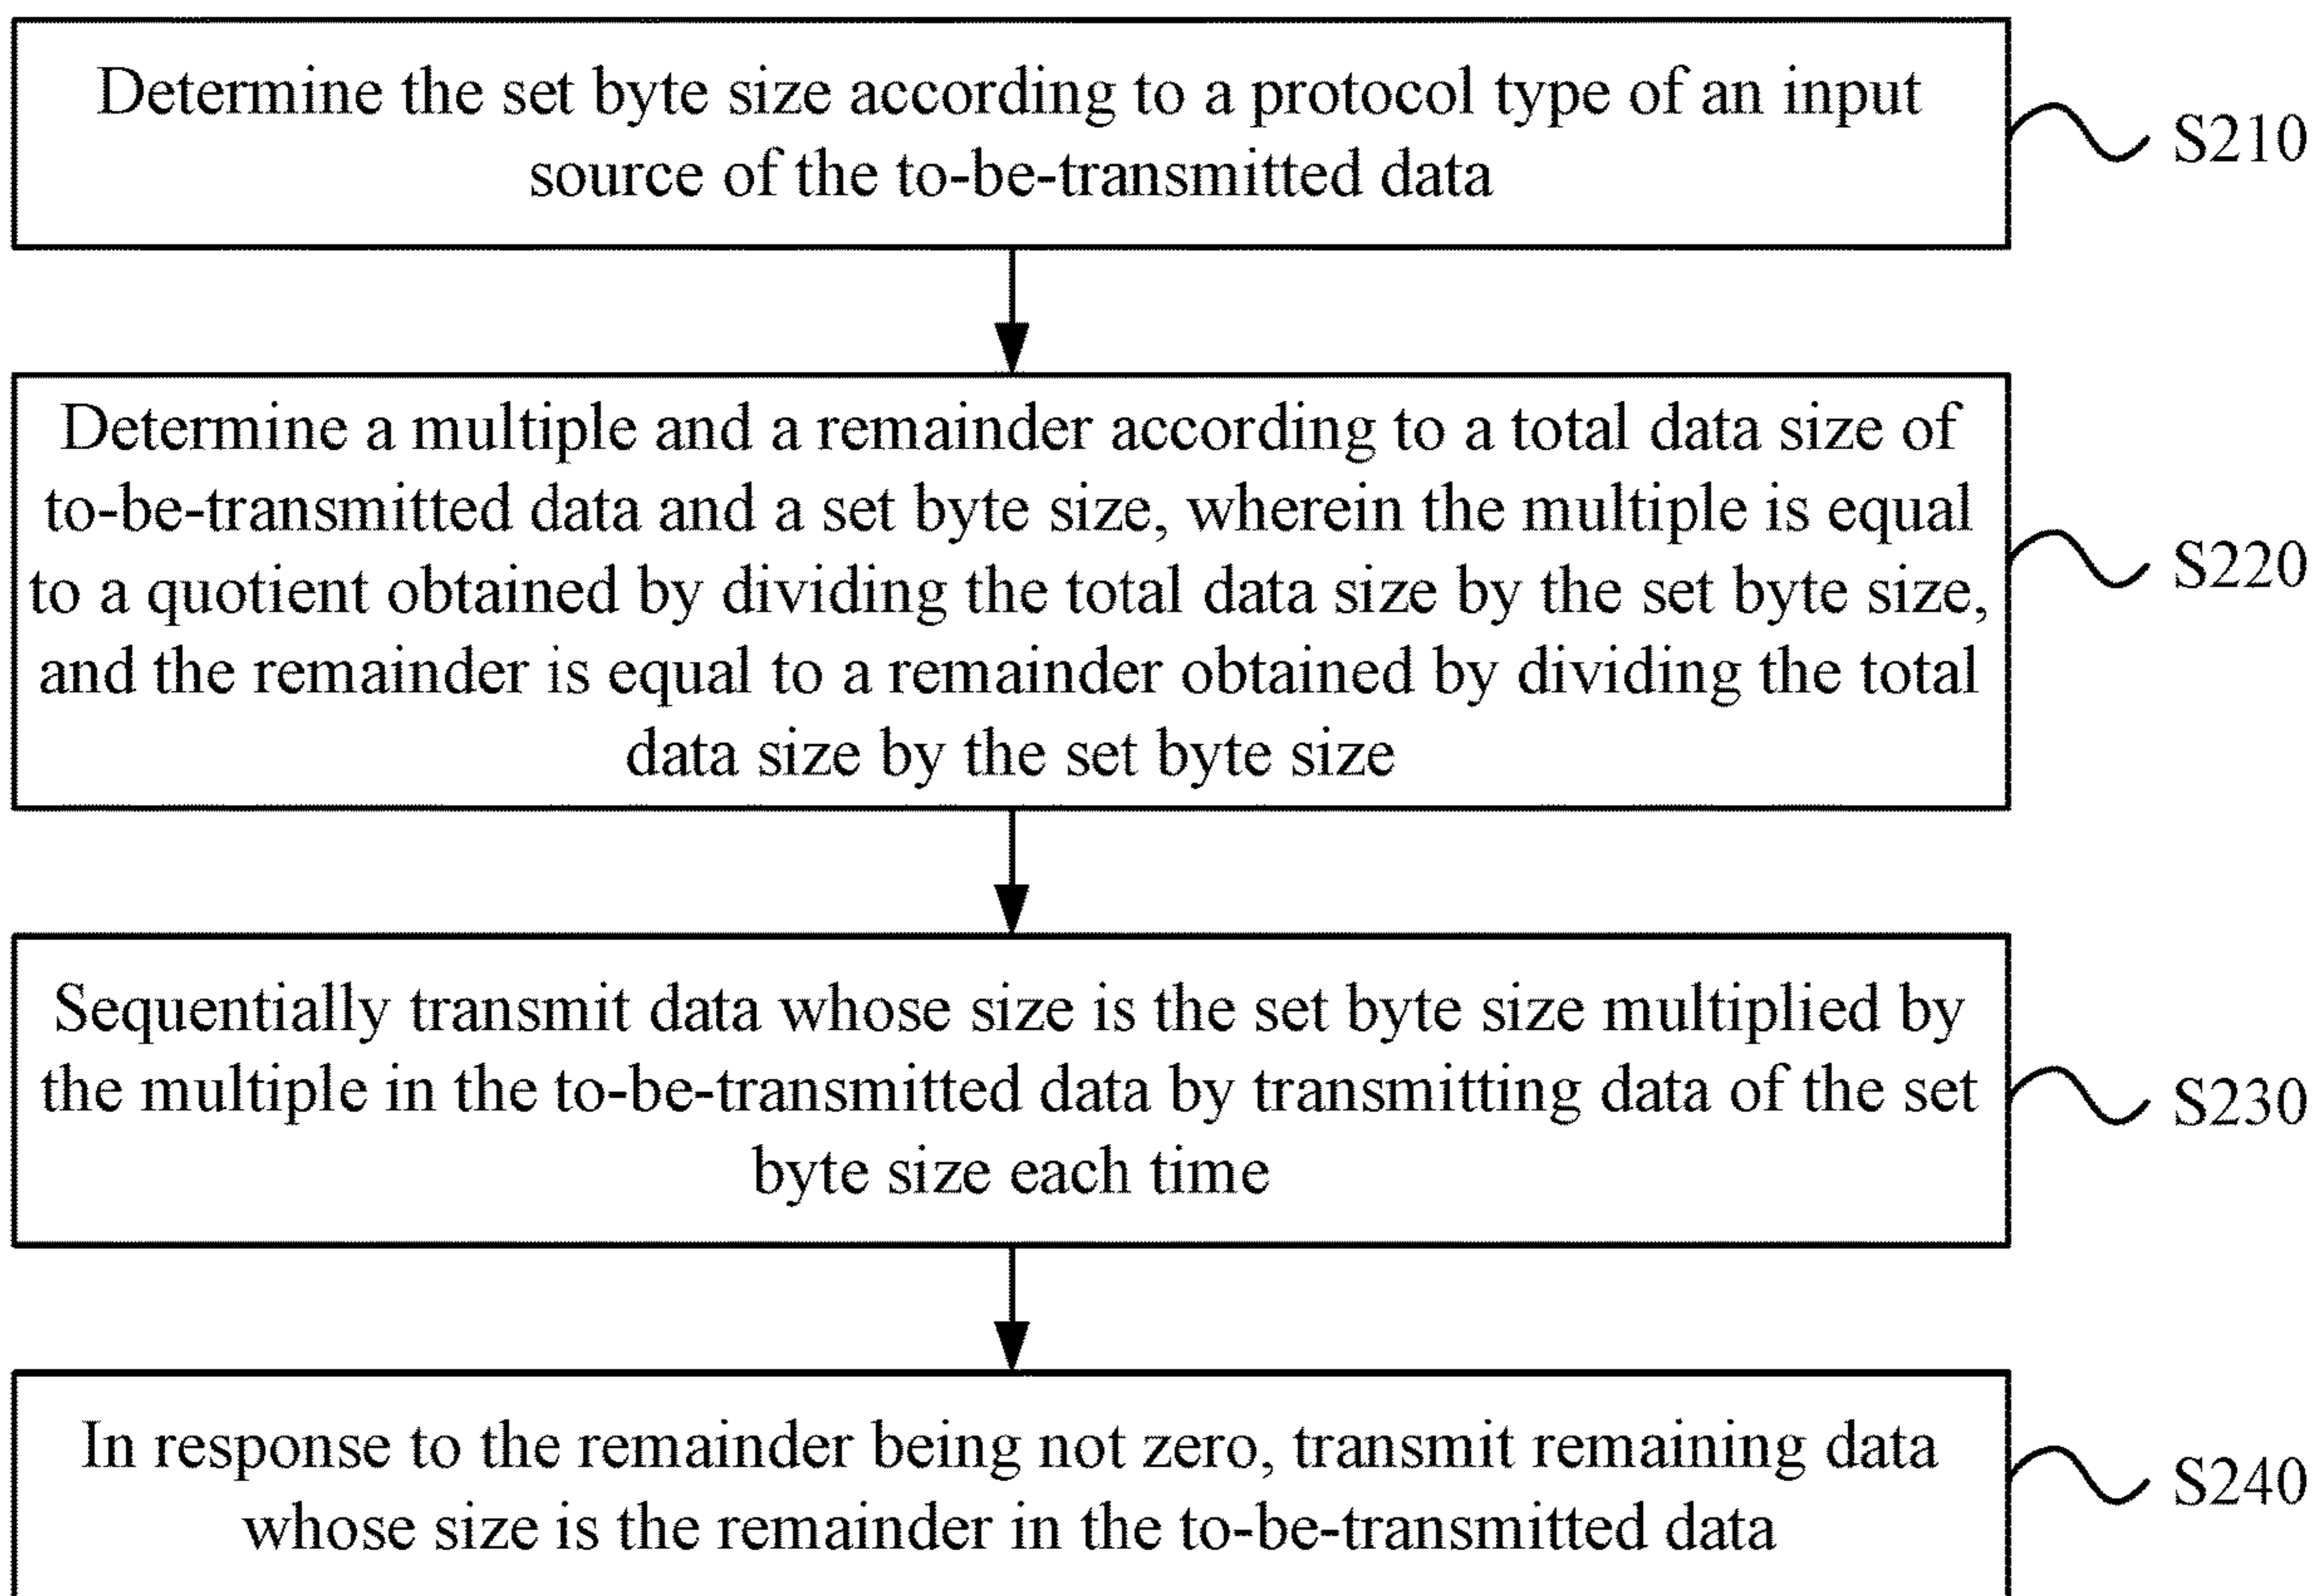 Determine the set byte size according to a protocol type of an input
source of the to-be-transmitted data
S210
Determine a multiple and a remainder according to a total data size of
to-be-transmitted data and a set byte size, wherein the multiple is equal
to a quotient obtained by dividing the total data size by the set byte size,
and the remainder is equal to a remainder obtained by dividing the total
data size by the set byte size
S220
Sequentially transmit data whose size is the set byte size multiplied by
the multiple in the to-be-transmitted data by transmitting data of the set
byte size each time
S230
In response to the remainder being not zero, transmit remaining data
whose size is the remainder in the to-be-transmitted data
S240